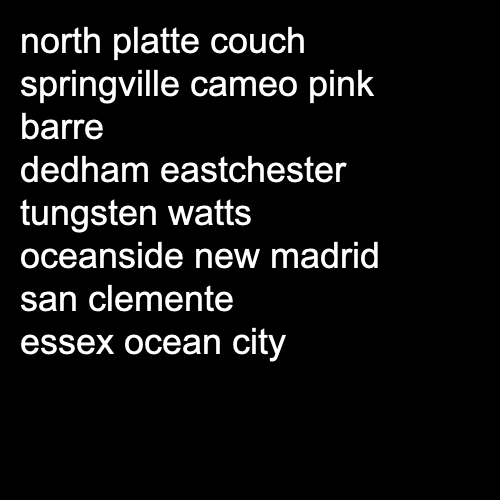 north platte couch
springville cameo pink
barre
dedham eastchester
tungsten watts
oceanside new madrid
san clemente
essex ocean city